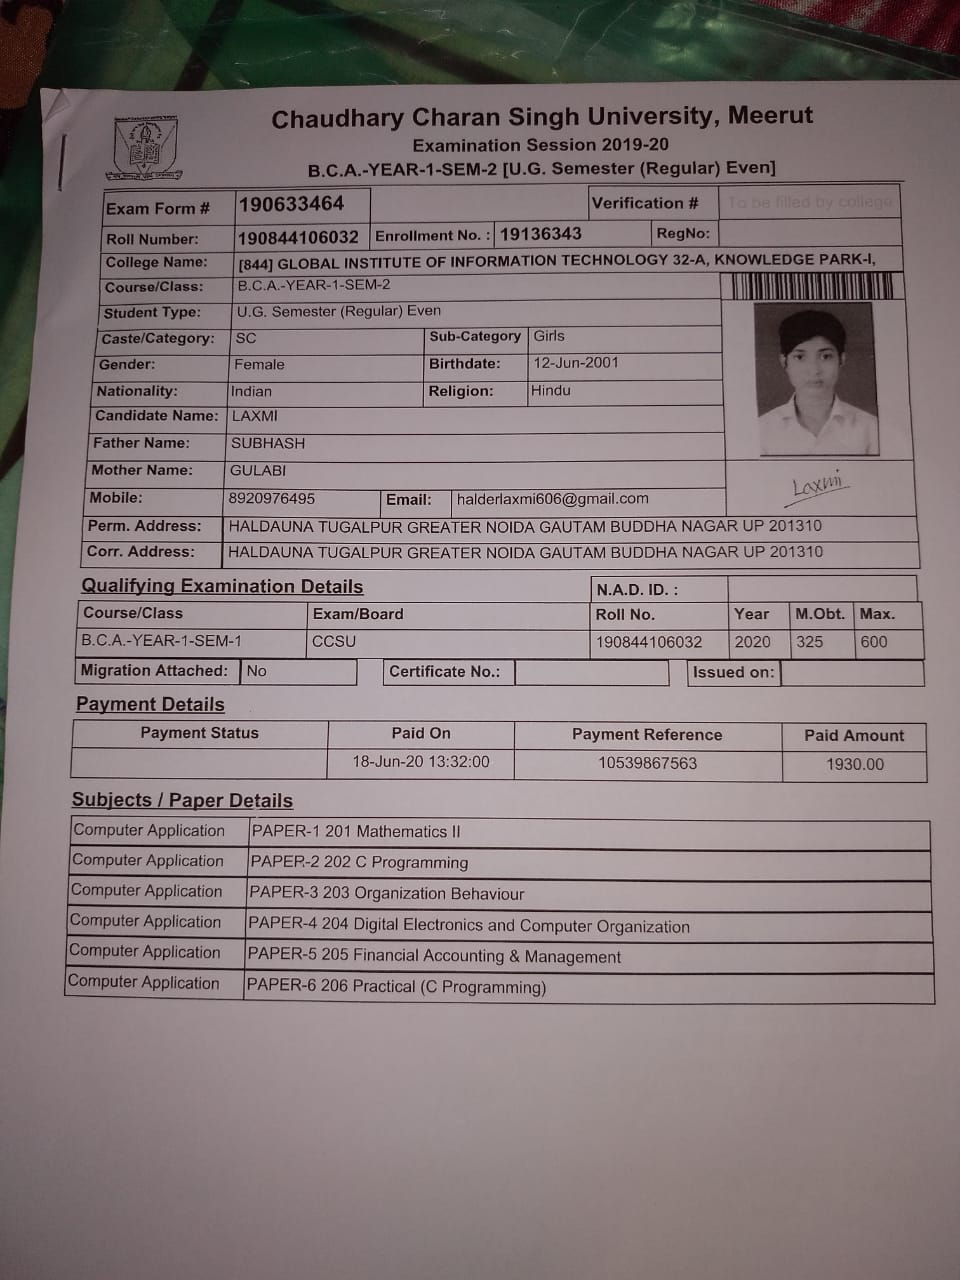 Chaudhary Charan Singh University, Meerut
Examination Session 2019-20
B.C.A.-YEAR-1-SEM-2 [U.G. Semester (Regular) Even]
Exam Form # 190633464 Verification # To be filled by college
Roll Number: 190844106032 Enrollment No. : 19136343 RegNo:
College Name: [844] GLOBAL INSTITUTE OF INFORMATION TECHNOLOGY 32-A, KNOWLEDGE PARK-I,
Course/Class: B.C.A.-YEAR-1-SEM-2
Student Type: U.G. Semester (Regular) Even
Caste/Category: SC Sub-Category Girls
Gender: Female Birthdate: 12-Jun-2001
Nationality: Indian Religion: Hindu
Candidate Name: LAXMI
Father Name: SUBHASH
Mother Name: GULABI
Laxmi
Mobile: 8920976495 Email: halderlaxmi606@gmail.com
Perm. Address: HALDAUNA TUGALPUR GREATER NOIDA GAUTAM BUDDHA NAGAR UP 201310
Corr. Address: HALDAUNA TUGALPUR GREATER NOIDA GAUTAM BUDDHA NAGAR UP 201310
Qualifying Examination Details N.A.D. ID. :
Course/Class Exam/Board Roll No. Year M.Obt. Max.
B.C.A.-YEAR-1-SEM-1 CCSU 190844106032 2020 325 600
Migration Attached: No Certificate No.: Issued on:
Payment Details
Payment Status Paid On Payment Reference Paid Amount
18-Jun-20 13:32:00 10539867563 1930.00
Subjects / Paper Details
Computer Application PAPER-1 201 Mathematics II
Computer Application PAPER-2 202 C Programming
Computer Application PAPER-3 203 Organization Behaviour
Computer Application PAPER-4 204 Digital Electronics and Computer Organization
Computer Application PAPER-5 205 Financial Accounting & Management
Computer Application PAPER-6 206 Practical (C Programming)